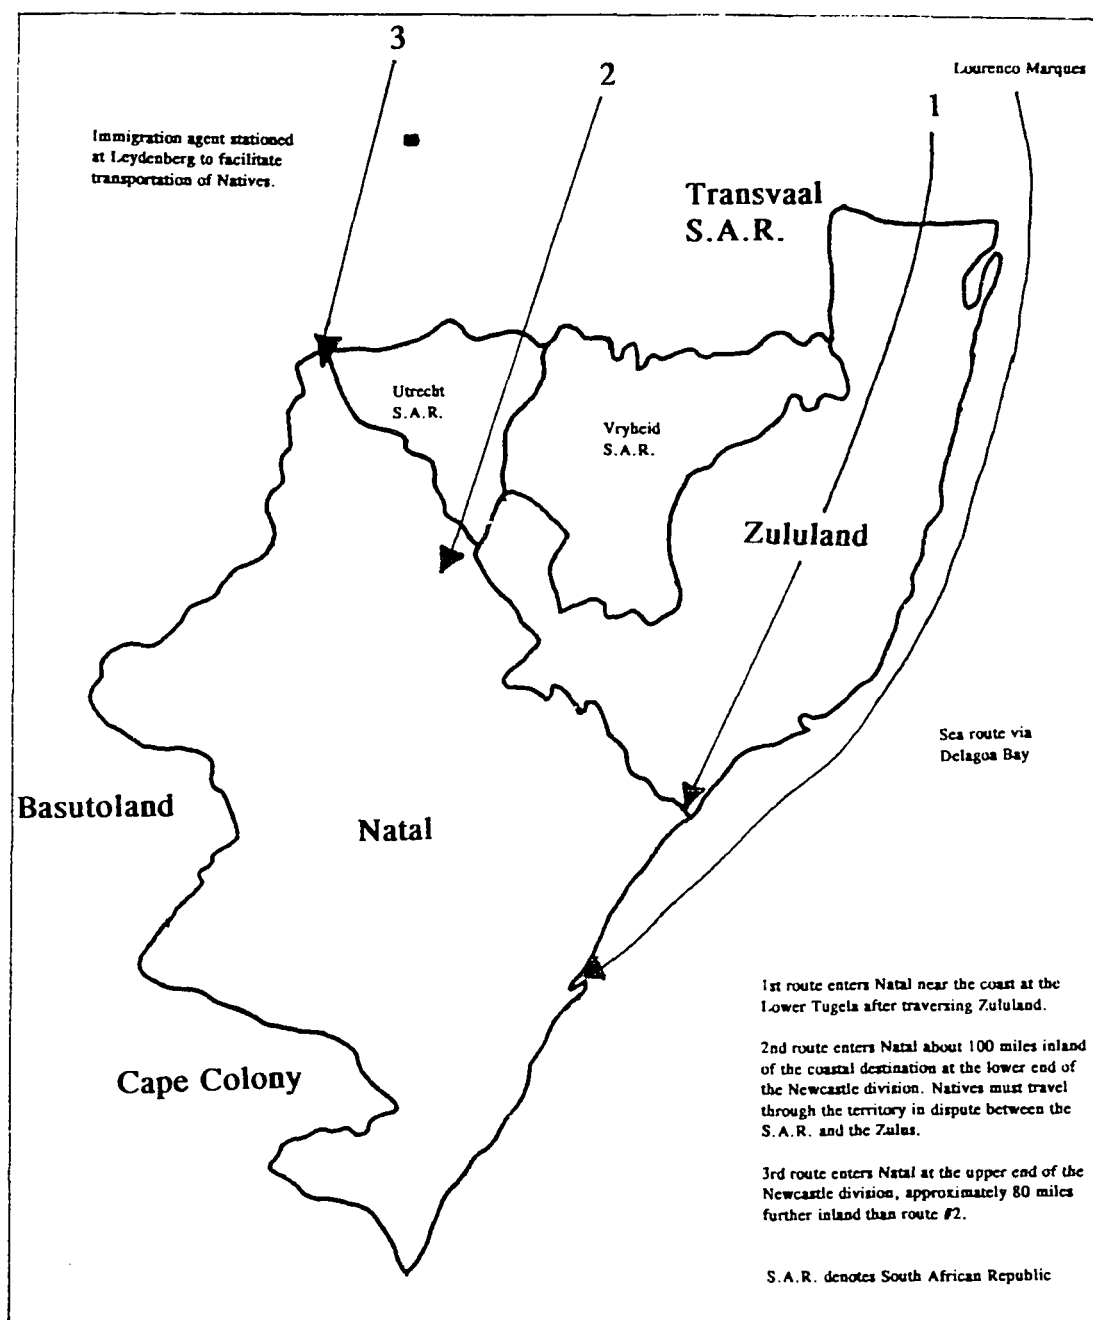 3
2
Lourenco Marques
1
Immigration agent stationed
at Leydenberg to facilitate
transportation of Natives.
Transvaal
S.A.R.
Utrecht
S.A.R.
Vryheid
S.A.R.
Zululand
Sea route via
Delagoa Bay
Basutoland
Natal
1st route enters Natal near the coast at the
Lower Tugela after traversing Zululand.
Cape Colony
2nd route enters Natal about 100 miles inland
of the coastal destination at the lower end of
the Newcastle division. Natives must travel
through the territory in dispute between the
S.A.R. and the Zulus.
3rd route enters Natal at the upper end of the
Newcastle division, approximately 80 miles
further inland than route #2.
S.A.R. denotes South African Republic